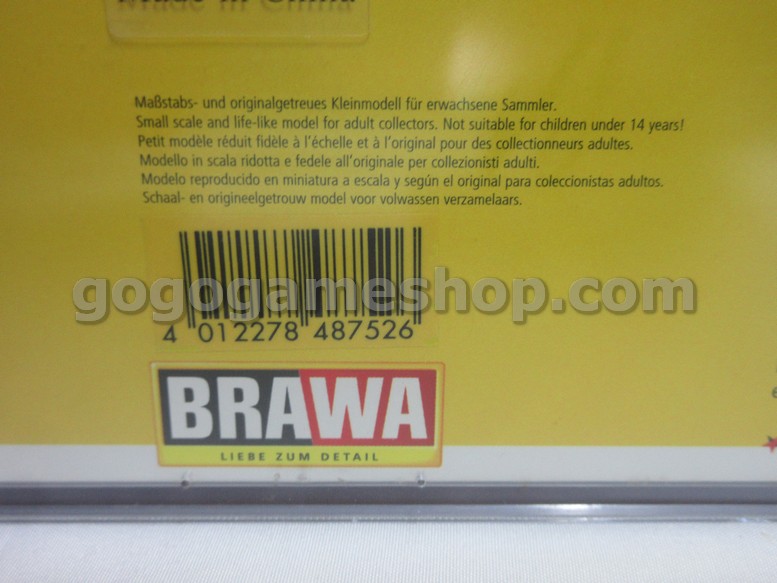 Made in China
Maßstabs- und originalgetreues Kleinmodell für erwachsene Sammler.
Small scale and life-like model for adult collectors. Not suitable for children under 14 years!
Petit modèle réduit fidèle à l'échelle et à l'original pour des collectionneurs adultes.
Modello in scala ridotta e fedele all'originale per collezionisti adulti.
Modelo reproducido en miniatura a escala y según el original para coleccionistas adultos.
Schaal- en origineelgetrouw model voor volwassen verzamelaars.
gogogameshop.com
4 012278 487526
BRAWA
LIEBE ZUM DETAIL